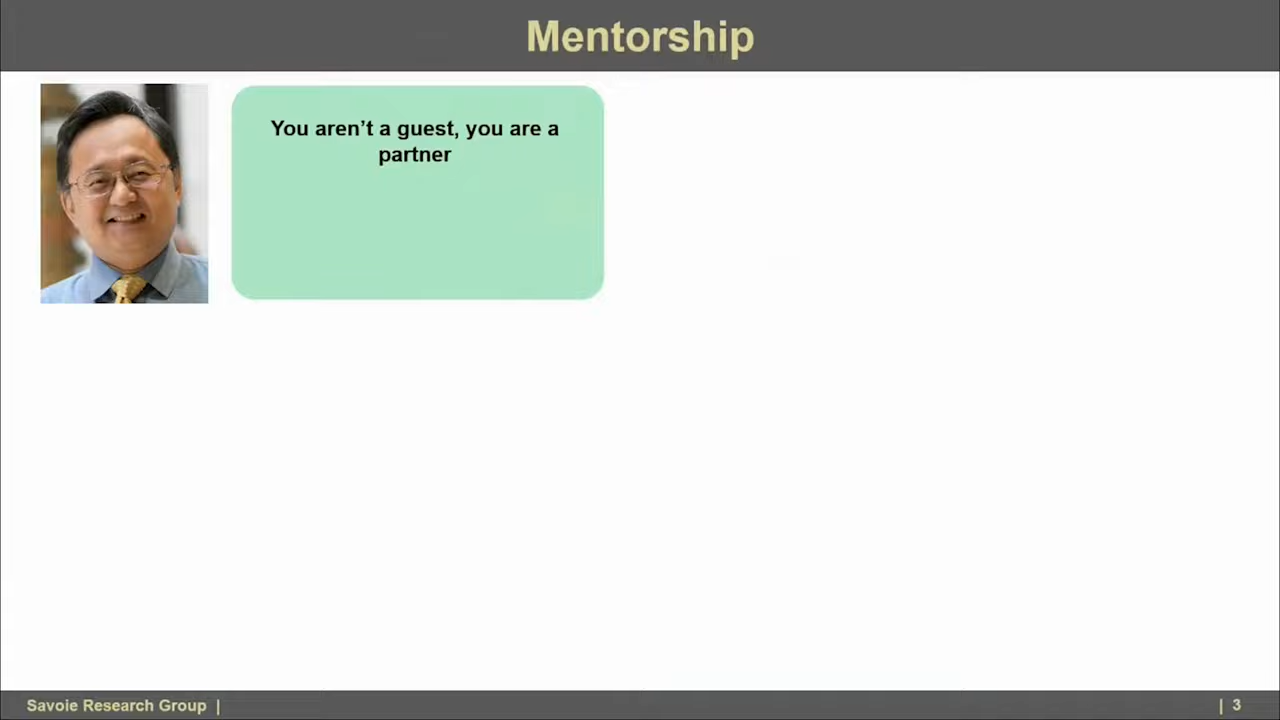 Mentorship
You aren’t a guest, you are a
partner
Savoie Research Group |
| 3